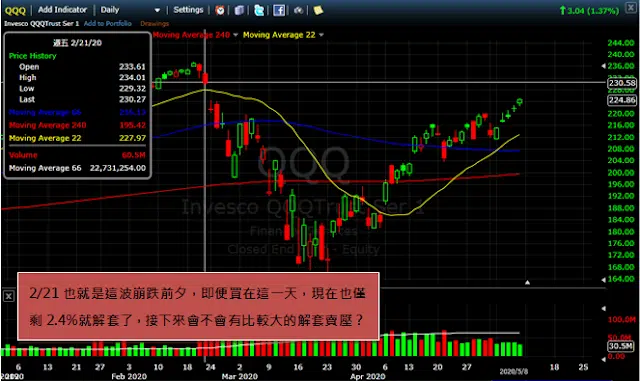 QQQ Add Indicator Daily Settings 3.04 (1.37%)
Invesco QQQTrust Ser 1 Add to Portfolio Drawings
Moving Average 240 Moving Average 22
週五 2/21/20
Price History
Open 233.61
High 234.01
Low 229.32
Last 230.27
Moving Average 66
Moving Average 240 195.42
Moving Average 22 227.97
Volume 60.5M
Moving Average 66 22,731,254.00
244.00
240.00
236.00
230.58
228.00
224.86
220.00
216.00
212.00
208.00
204.00
200.00
196.00
192.00
188.00
184.00
180.00
176.00
172.00
168.00
164.00
QQQ
Invesco QQQTrust Ser 1
Closed End - Equity
2/21 也就是這波崩跌前夕，即便買在這一天，現在也僅
剩 2.4%就解套了，接下來會不會有比較大的解套賣壓？
100.0M
30.5M
6 13 21 27 Feb 2020 10 18 24 Mar 2020 9 16 23 Apr 2020 13 20 27 2020/5/8 18 25